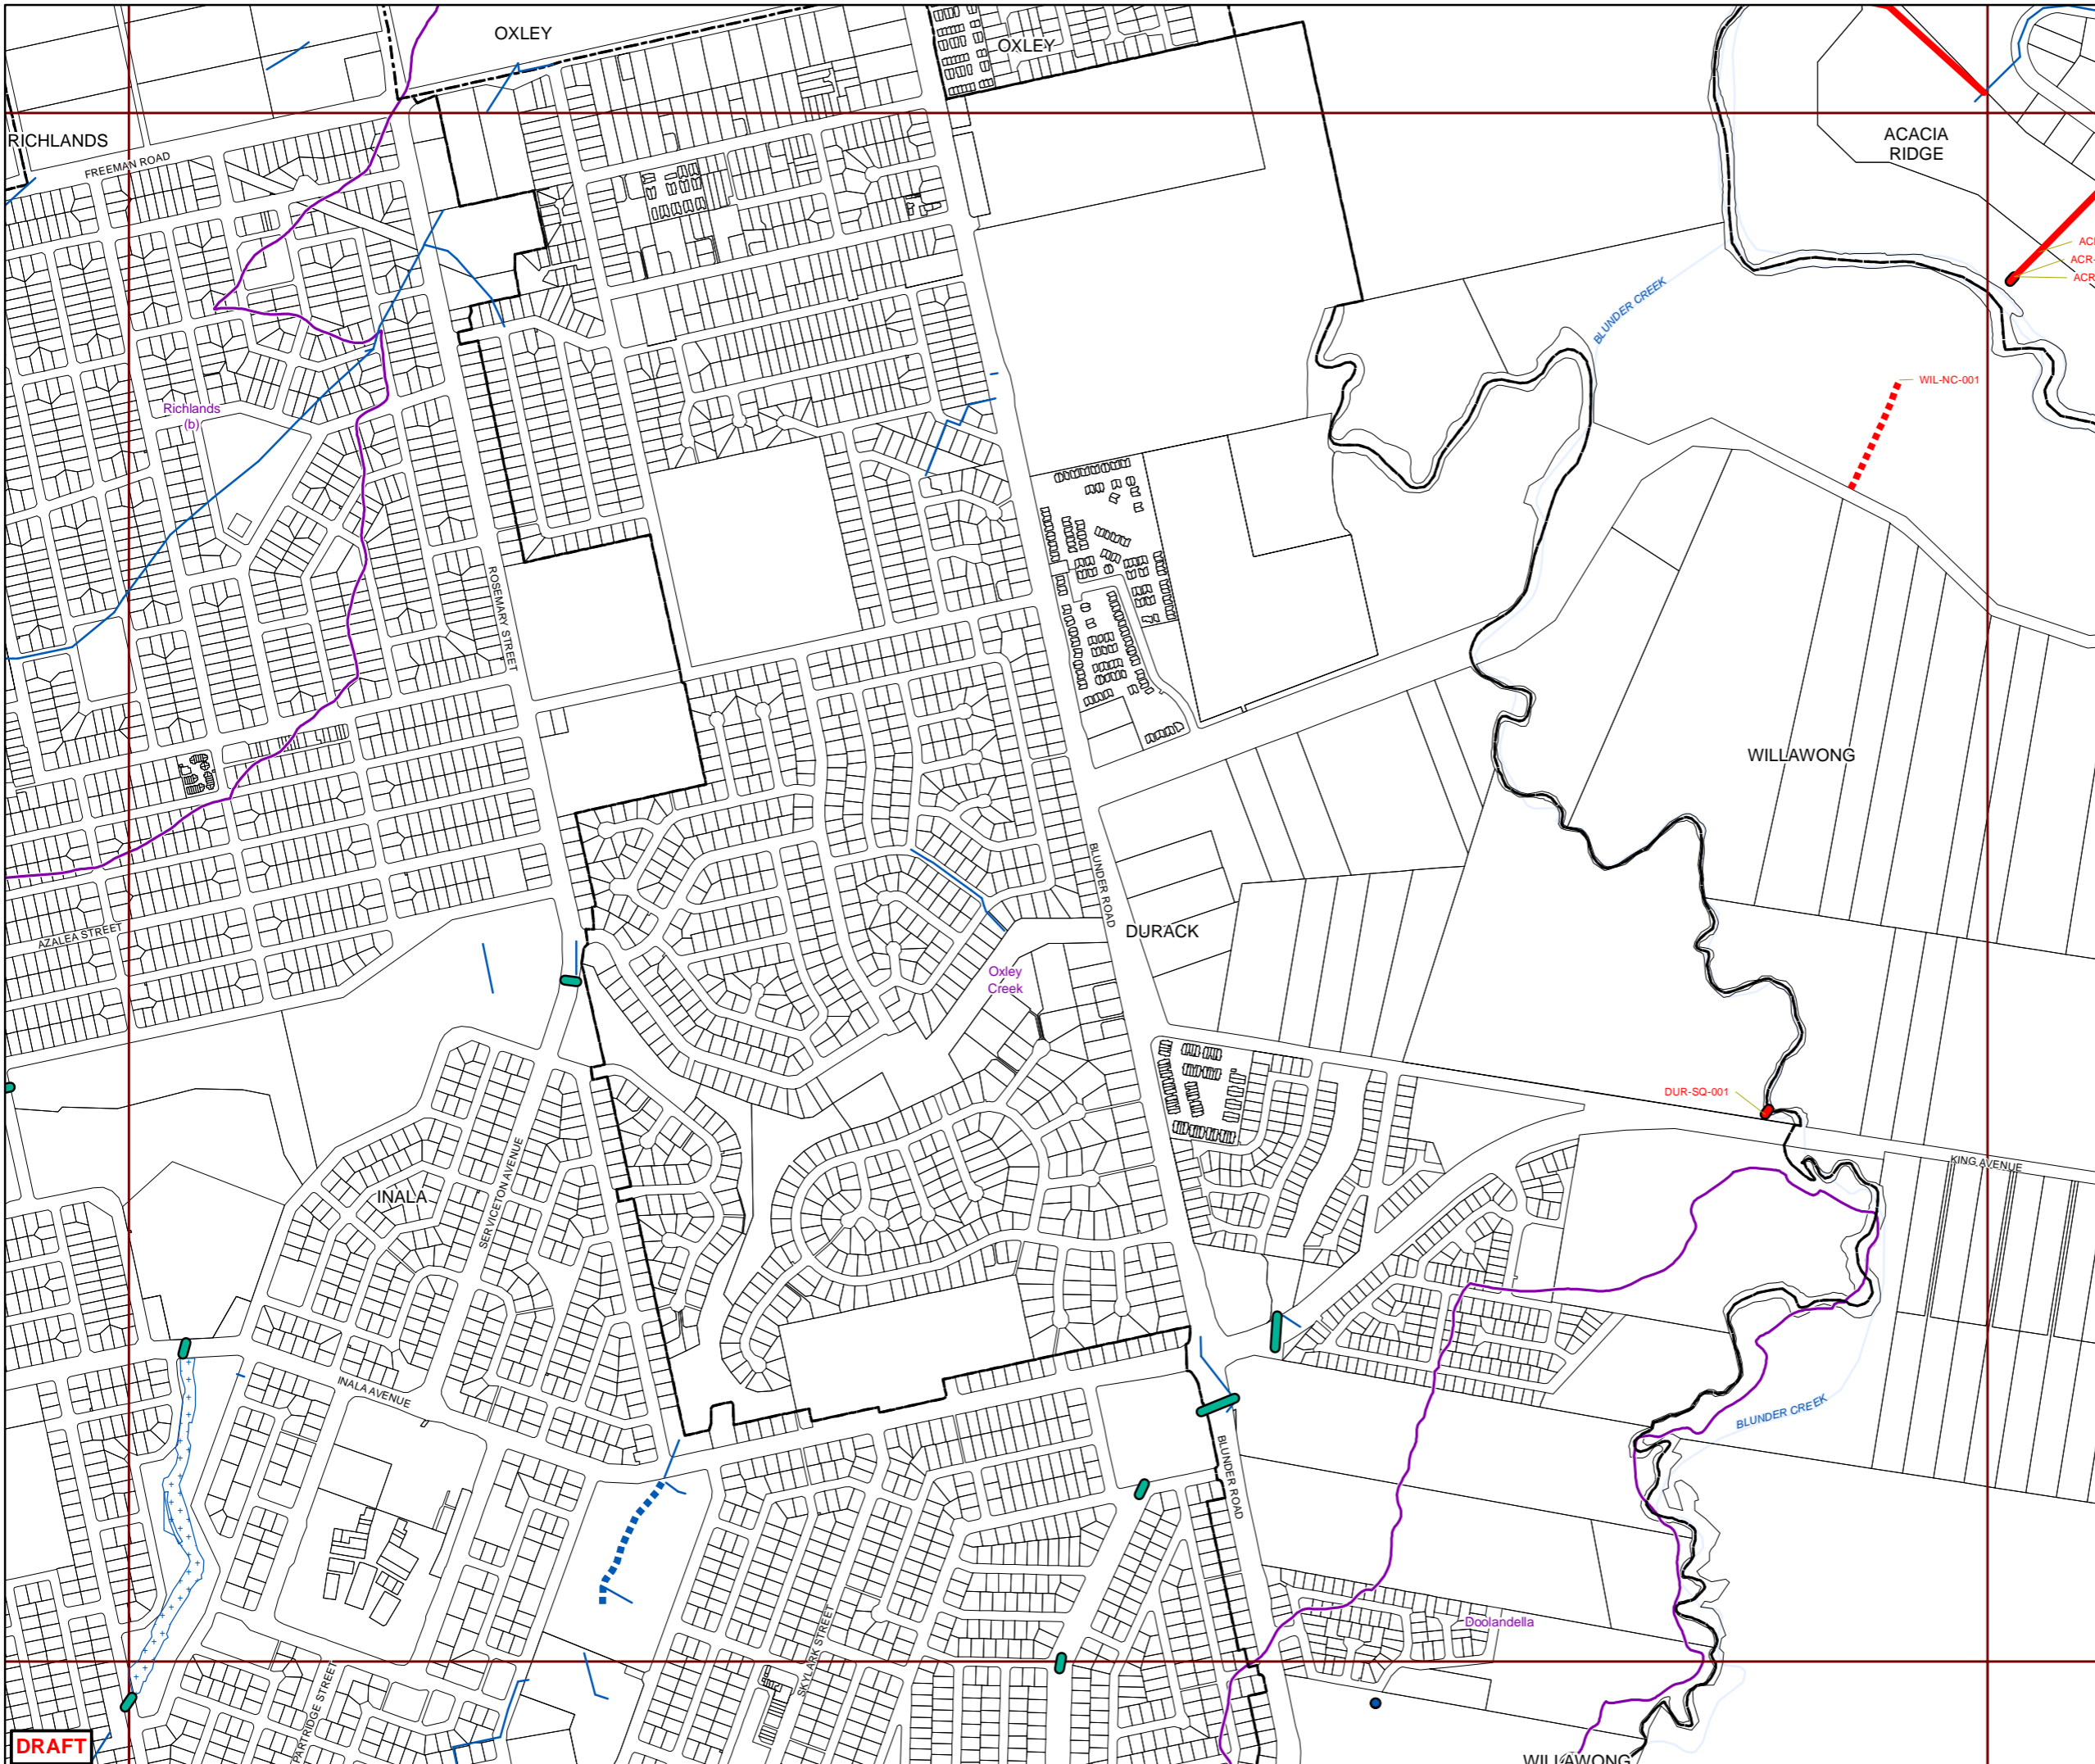 OXLEY
OXLEY
RICHLANDS
FREEMAN ROAD
ACACIA
RIDGE
ACR-
ACR
BLUNDER CREEK
WIL-NC-001
Richlands
(b)
ROSEMARY STREET
WILLAWONG
BLUNDER ROAD
AZALEA STREET
DURACK
Oxley
Creek
DUR-SQ-001
KING AVENUE
INALA
SERVICETON AVENUE
INALA AVENUE
BLUNDER CREEK
BLUNDER ROAD
SKYLARK STREET
Doolandella
PARTRIDGE STREET
DRAFT
WILLAWONG